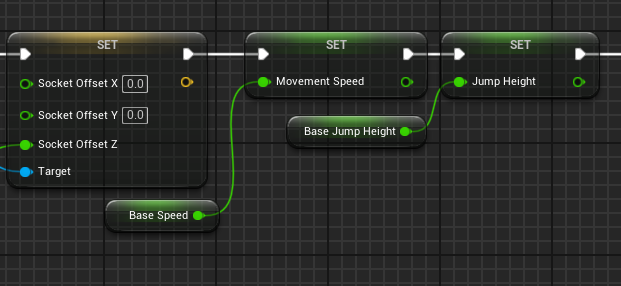 SET
Socket Offset X 0.0
Socket Offset Y 0.0
Socket Offset Z
Target
Base Speed
SET
Movement Speed
Base Jump Height
SET
Jump Height